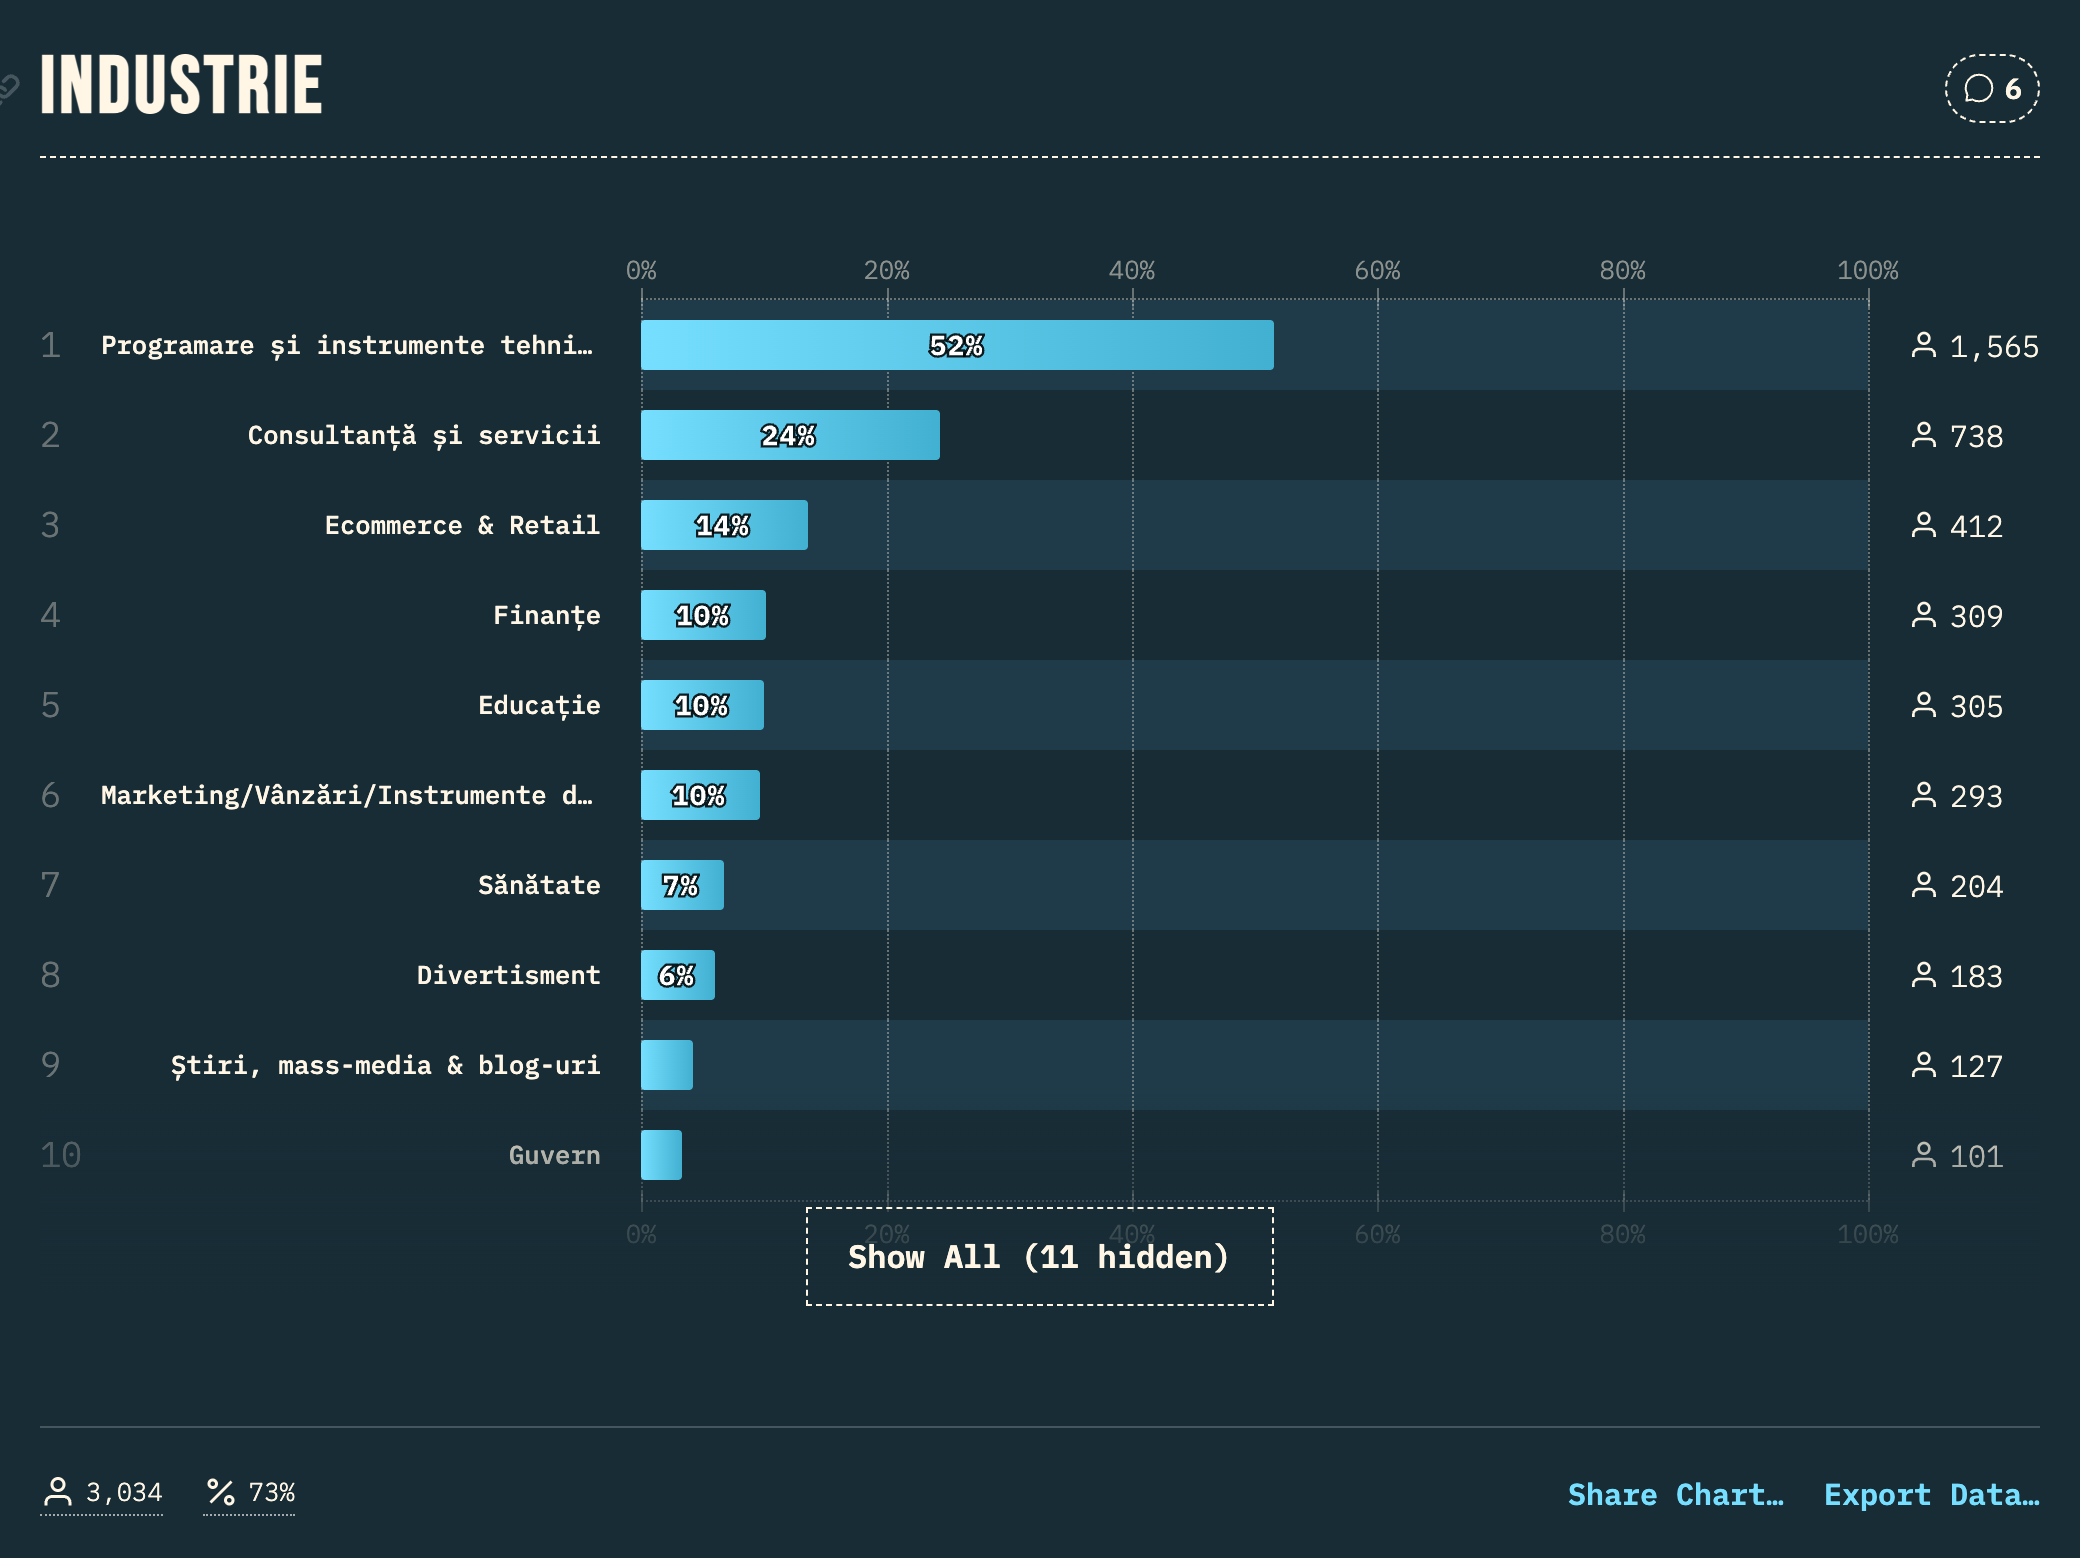 INDUSTRIE
6
0% 20% 40% 60% 80% 100%
1 Programare și instrumente tehni… 52% 1,565
2 Consultanță și servicii 24% 738
3 Ecommerce & Retail 14% 412
4 Finanțe 10% 309
5 Educație 10% 305
6 Marketing/Vânzări/Instrumente d… 10% 293
7 Sănătate 7% 204
8 Divertisment 6% 183
9 Știri, mass-media & blog-uri 127
10 Guvern 101
0% 20% 40% 60% 80% 100%
Show All (11 hidden)
3,034 73% Share Chart… Export Data…